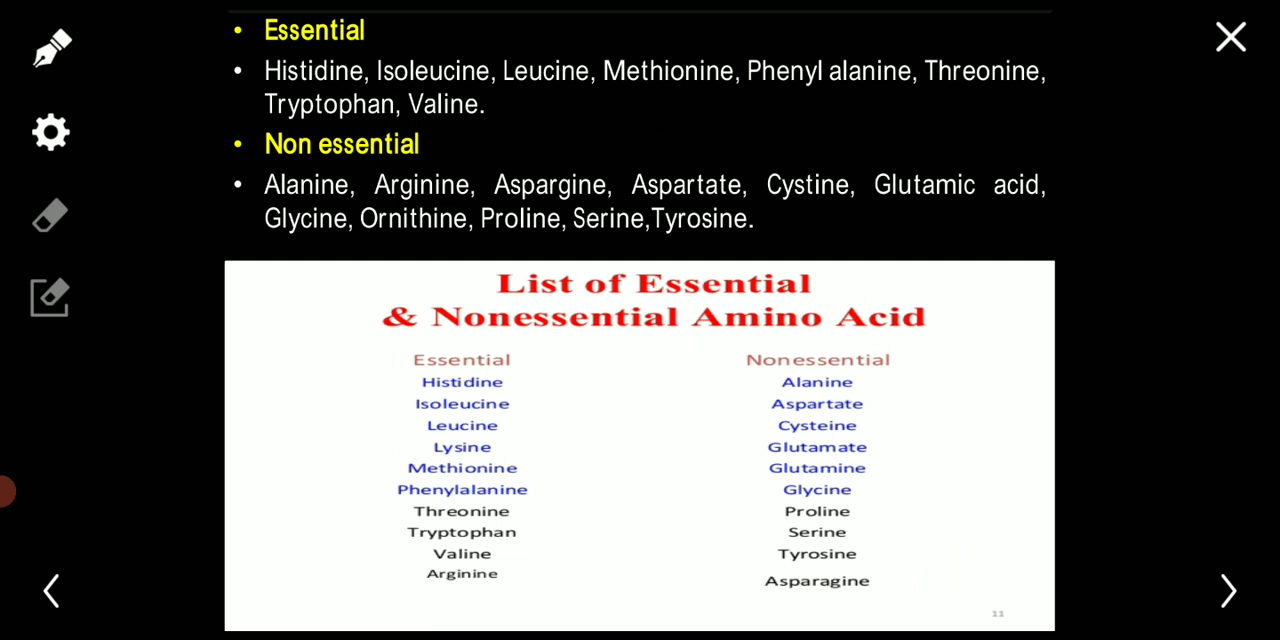 • Essential
• Histidine, Isoleucine, Leucine, Methionine, Phenyl alanine, Threonine,
Tryptophan, Valine.
• Non essential
• Alanine, Arginine, Aspargine, Aspartate, Cystine, Glutamic acid,
Glycine, Ornithine, Proline, Serine,Tyrosine.
List of Essential
& Nonessential Amino Acid
Essential
Histidine
Isoleucine
Leucine
Lysine
Methionine
Phenylalanine
Threonine
Tryptophan
Valine
Arginine
Nonessential
Alanine
Aspartate
Cysteine
Glutamate
Glutamine
Glycine
Proline
Serine
Tyrosine
Asparagine
11